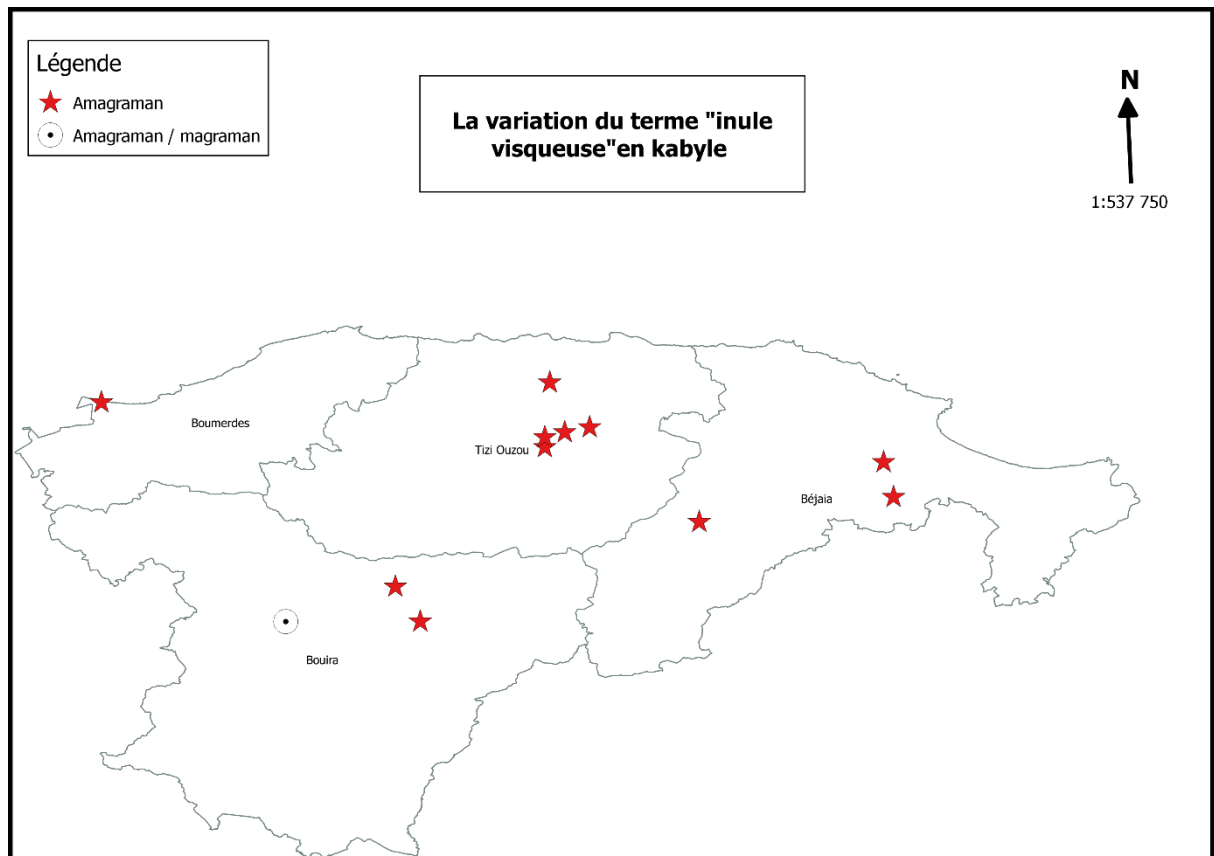 Légende
Amagraman
Amagraman / magraman
La variation du terme "inule
visqueuse"en kabyle
N
1:537 750
Boumerdes
Tizi Ouzou
Béjaia
Bouira